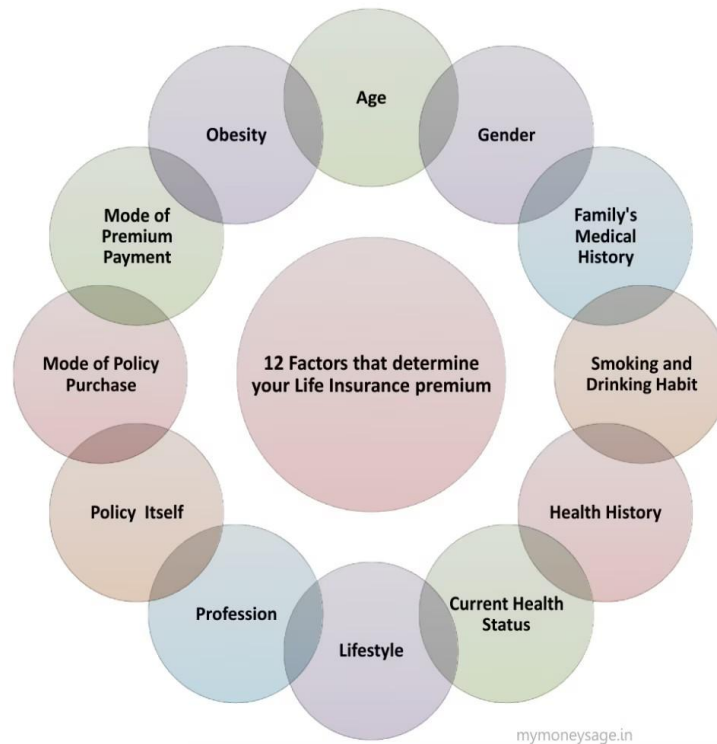 Age
Gender
Family's
Medical
History
Smoking and
Drinking Habit
Health History
Current Health
Status
Lifestyle
Profession
Policy Itself
Mode of Policy
Purchase
Mode of
Premium
Payment
Obesity
12 Factors that determine
your Life Insurance premium
mymoneysage.in